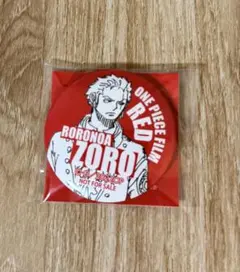 ONE PIECE FILM
RED
RORONOA
ZORO
NOT FOR SALE